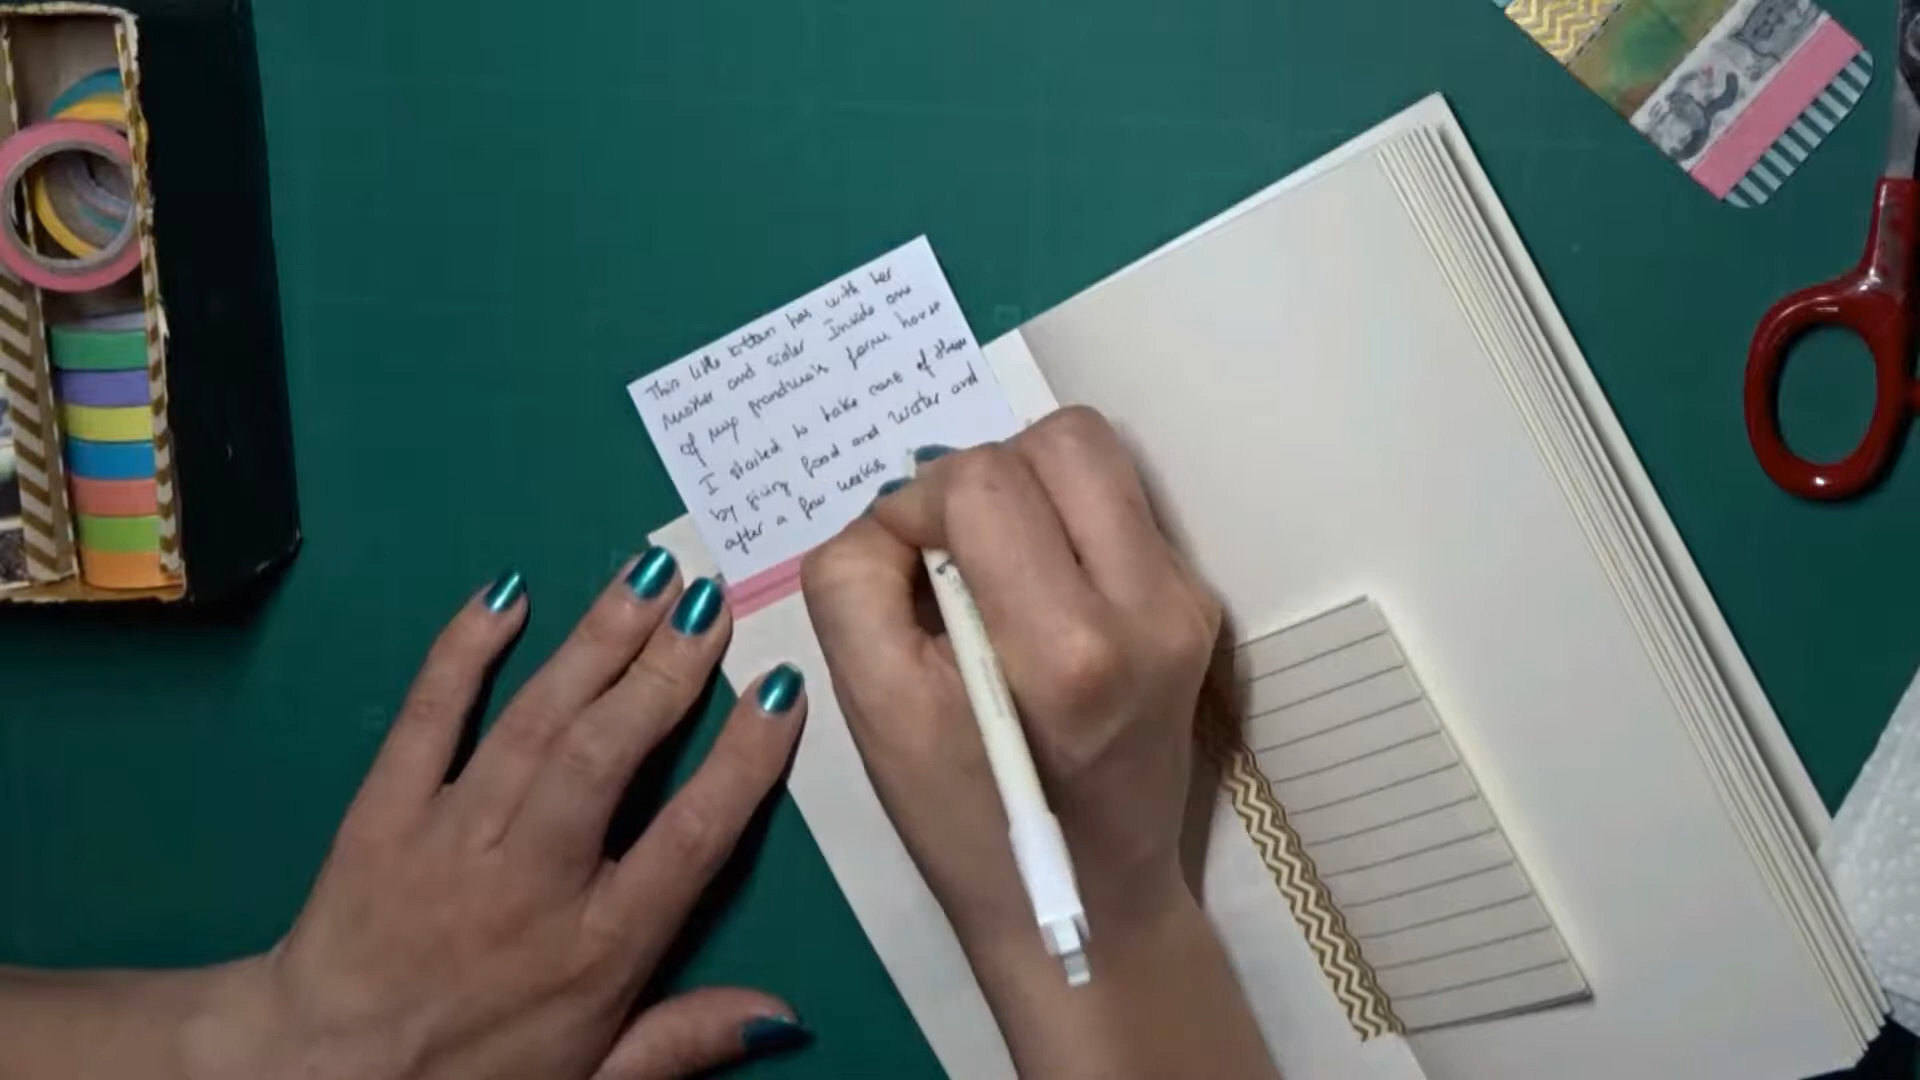 This little kitten has with her
mother and sister Inside one
of my grandma's farm house
I started to take care of them
by giving food and water and
after a few weeks